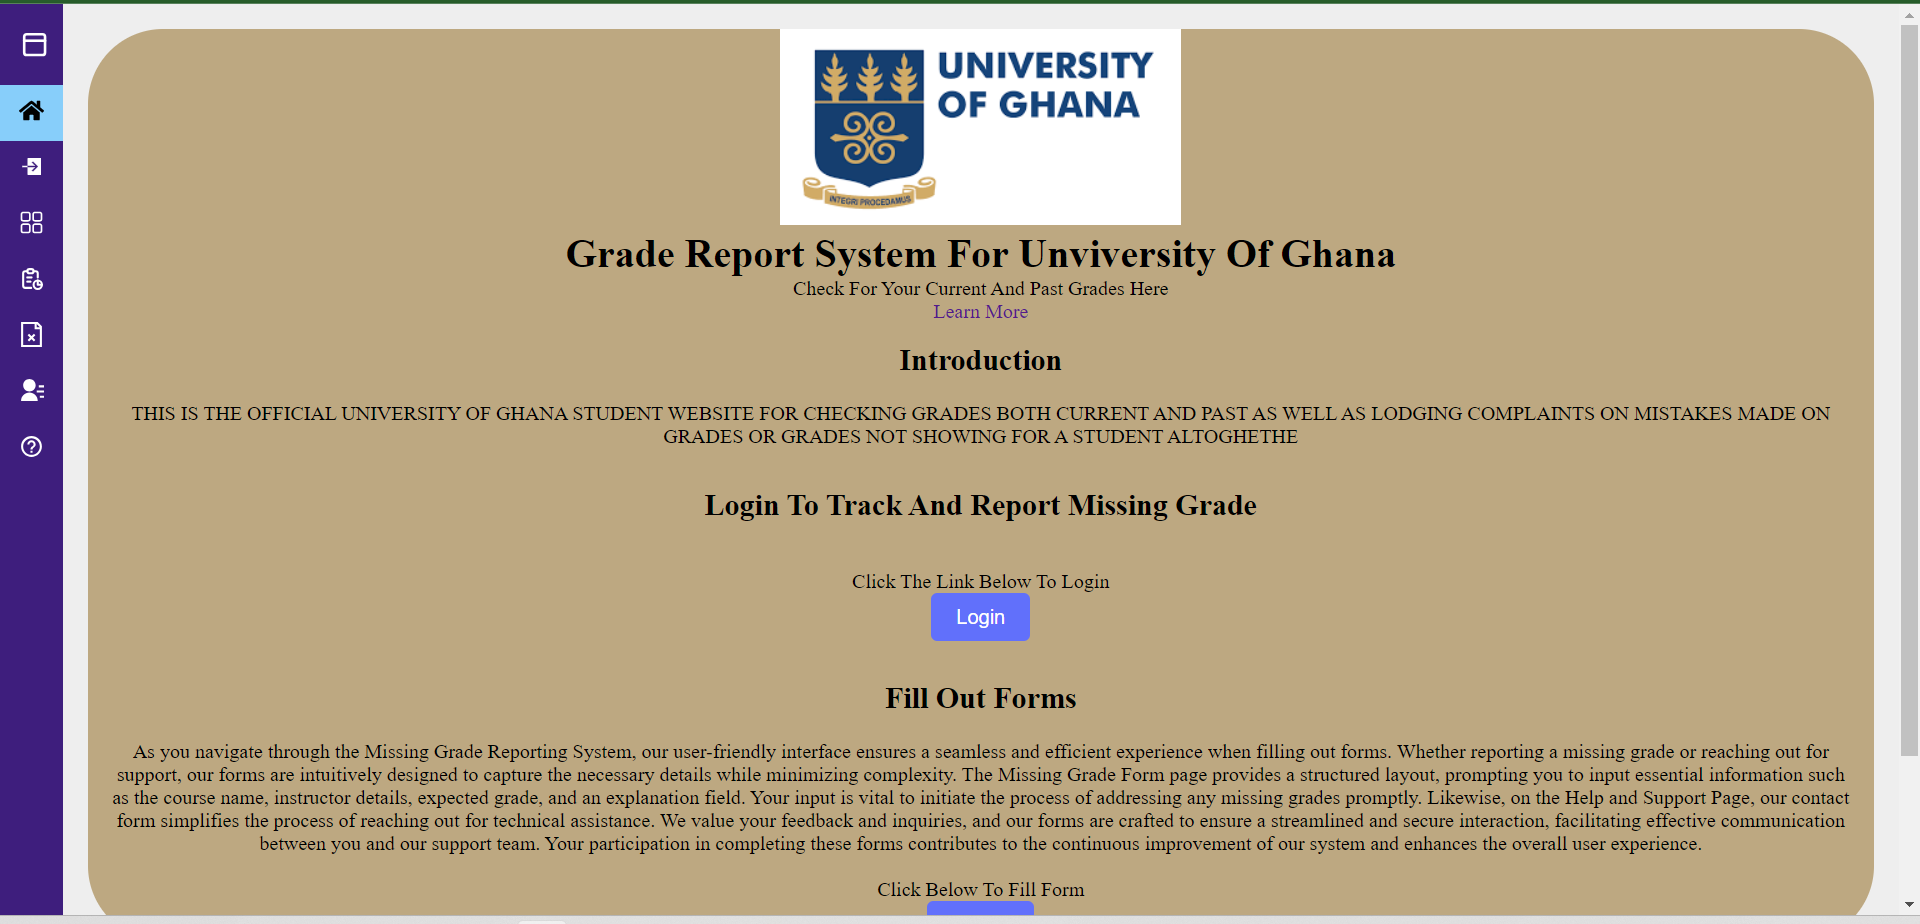 UNIVERSITY
OF GHANA
INTEGRI PROCEDAMUS
Grade Report System For Unviversity Of Ghana
Check For Your Current And Past Grades Here
Learn More
Introduction
THIS IS THE OFFICIAL UNIVERSITY OF GHANA STUDENT WEBSITE FOR CHECKING GRADES BOTH CURRENT AND PAST AS WELL AS LODGING COMPLAINTS ON MISTAKES MADE ON
GRADES OR GRADES NOT SHOWING FOR A STUDENT ALTOGHETHE
Login To Track And Report Missing Grade
Click The Link Below To Login
Login
Fill Out Forms
As you navigate through the Missing Grade Reporting System, our user-friendly interface ensures a seamless and efficient experience when filling out forms. Whether reporting a missing grade or reaching out for
support, our forms are intuitively designed to capture the necessary details while minimizing complexity. The Missing Grade Form page provides a structured layout, prompting you to input essential information such
as the course name, instructor details, expected grade, and an explanation field. Your input is vital to initiate the process of addressing any missing grades promptly. Likewise, on the Help and Support Page, our contact
form simplifies the process of reaching out for technical assistance. We value your feedback and inquiries, and our forms are crafted to ensure a streamlined and secure interaction, facilitating effective communication
between you and our support team. Your participation in completing these forms contributes to the continuous improvement of our system and enhances the overall user experience.
Click Below To Fill Form